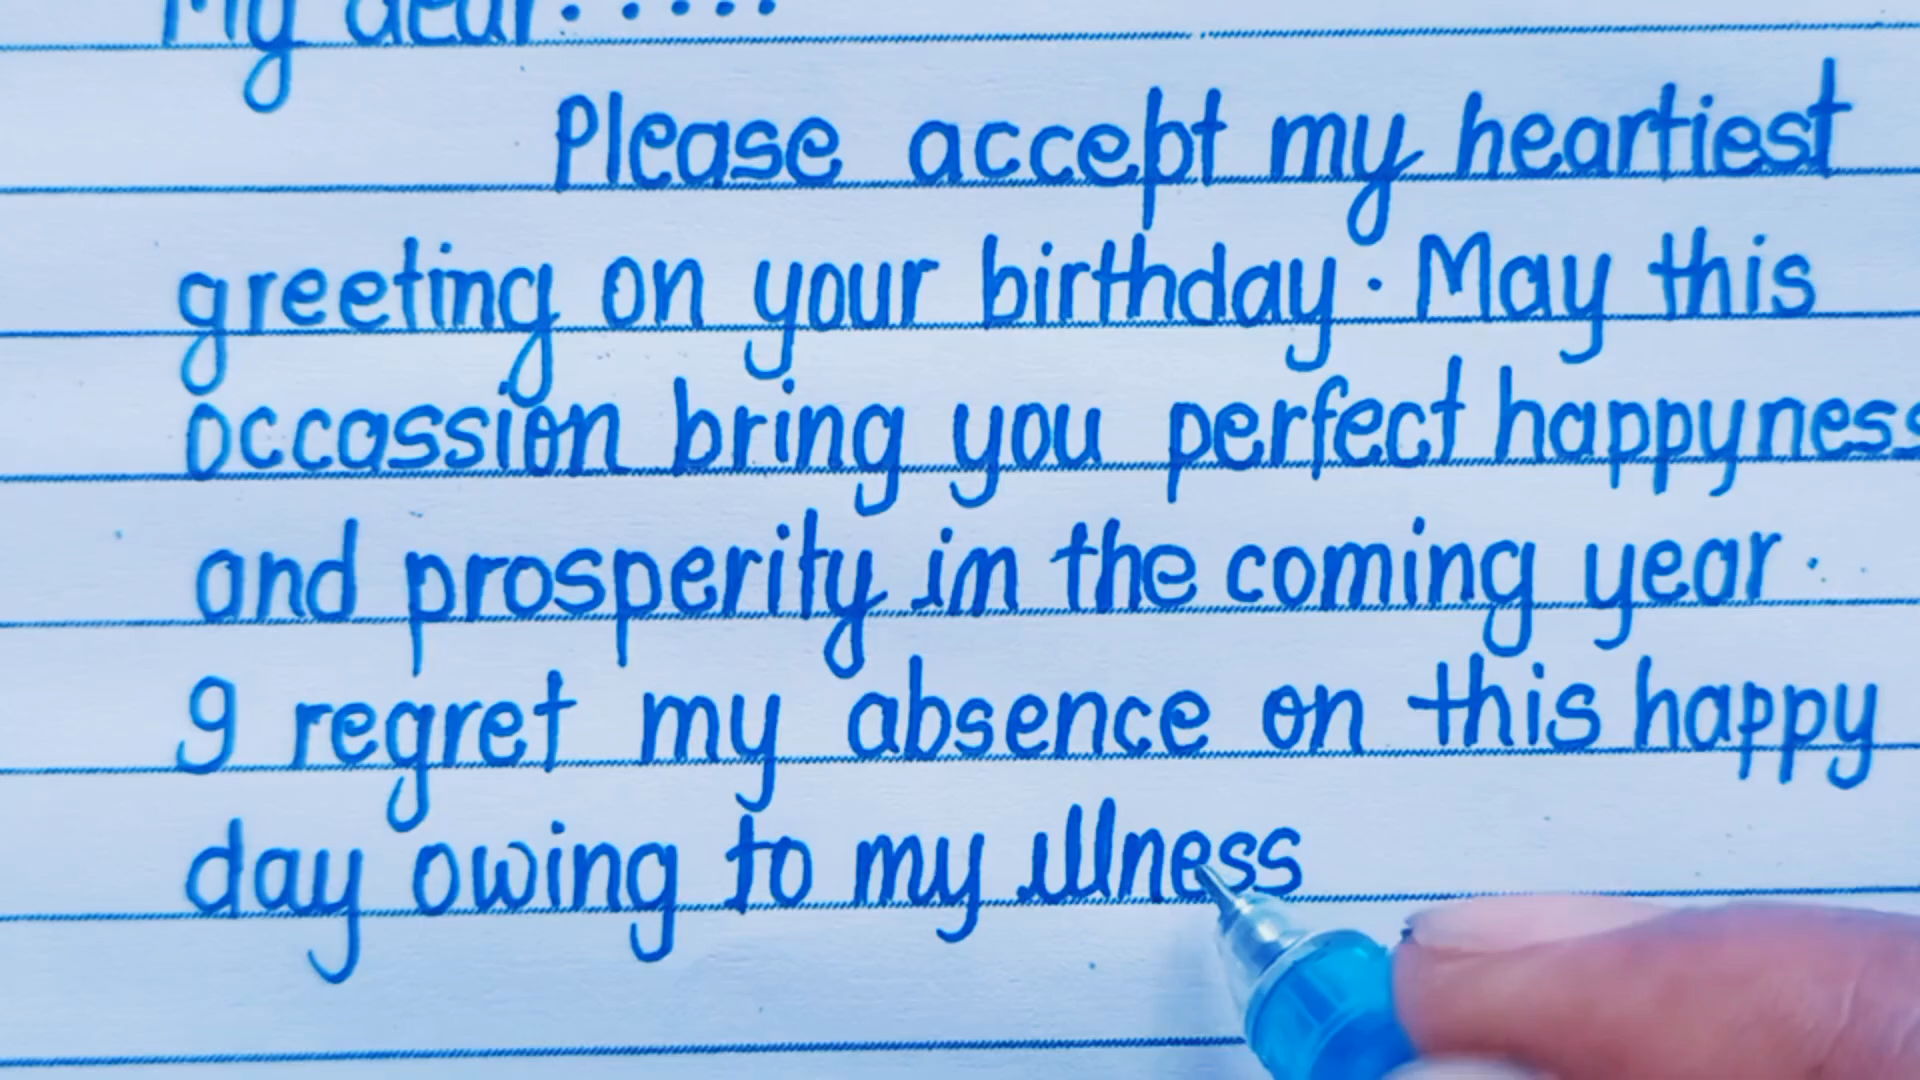 My dear.....
Please accept my heartiest
greeting on your birthday. May this
occassion bring you perfect happyness
and prosperity in the coming year.
I regret my absence on this happy
day owing to my illness